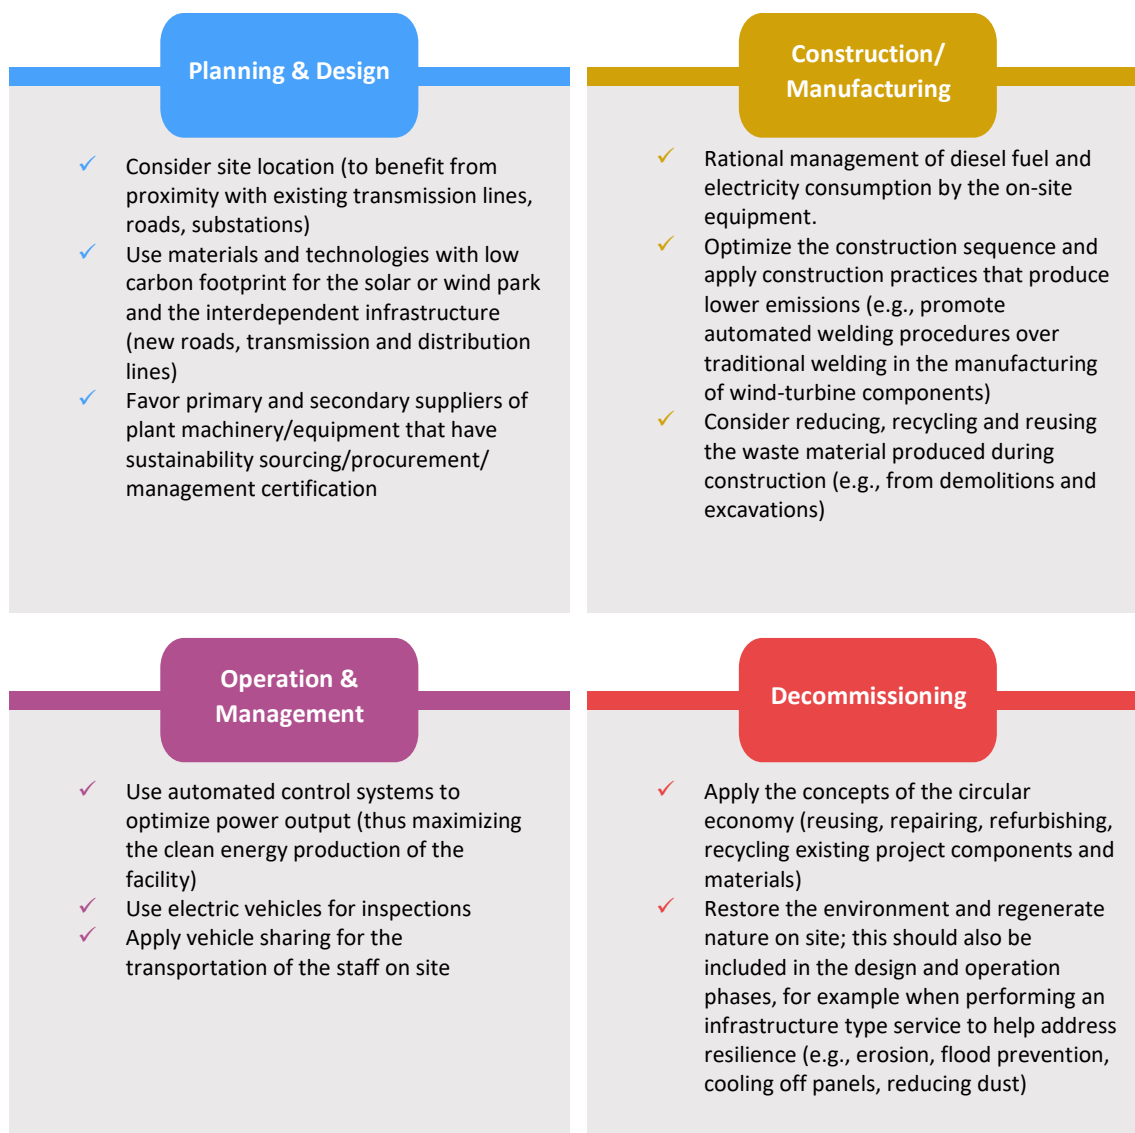 Planning & Design
✓ Consider site location (to benefit from
proximity with existing transmission lines,
roads, substations)
✓ Use materials and technologies with low
carbon footprint for the solar or wind park
and the interdependent infrastructure
(new roads, transmission and distribution
lines)
✓ Favor primary and secondary suppliers of
plant machinery/equipment that have
sustainability sourcing/procurement/
management certification
Construction/
Manufacturing
✓ Rational management of diesel fuel and
electricity consumption by the on-site
equipment.
✓ Optimize the construction sequence and
apply construction practices that produce
lower emissions (e.g., promote
automated welding procedures over
traditional welding in the manufacturing
of wind-turbine components)
✓ Consider reducing, recycling and reusing
the waste material produced during
construction (e.g., from demolitions and
excavations)
Operation &
Management
✓ Use automated control systems to
optimize power output (thus maximizing
the clean energy production of the
facility)
✓ Use electric vehicles for inspections
✓ Apply vehicle sharing for the
transportation of the staff on site
Decommissioning
✓ Apply the concepts of the circular
economy (reusing, repairing, refurbishing,
recycling existing project components and
materials)
✓ Restore the environment and regenerate
nature on site; this should also be
included in the design and operation
phases, for example when performing an
infrastructure type service to help address
resilience (e.g., erosion, flood prevention,
cooling off panels, reducing dust)